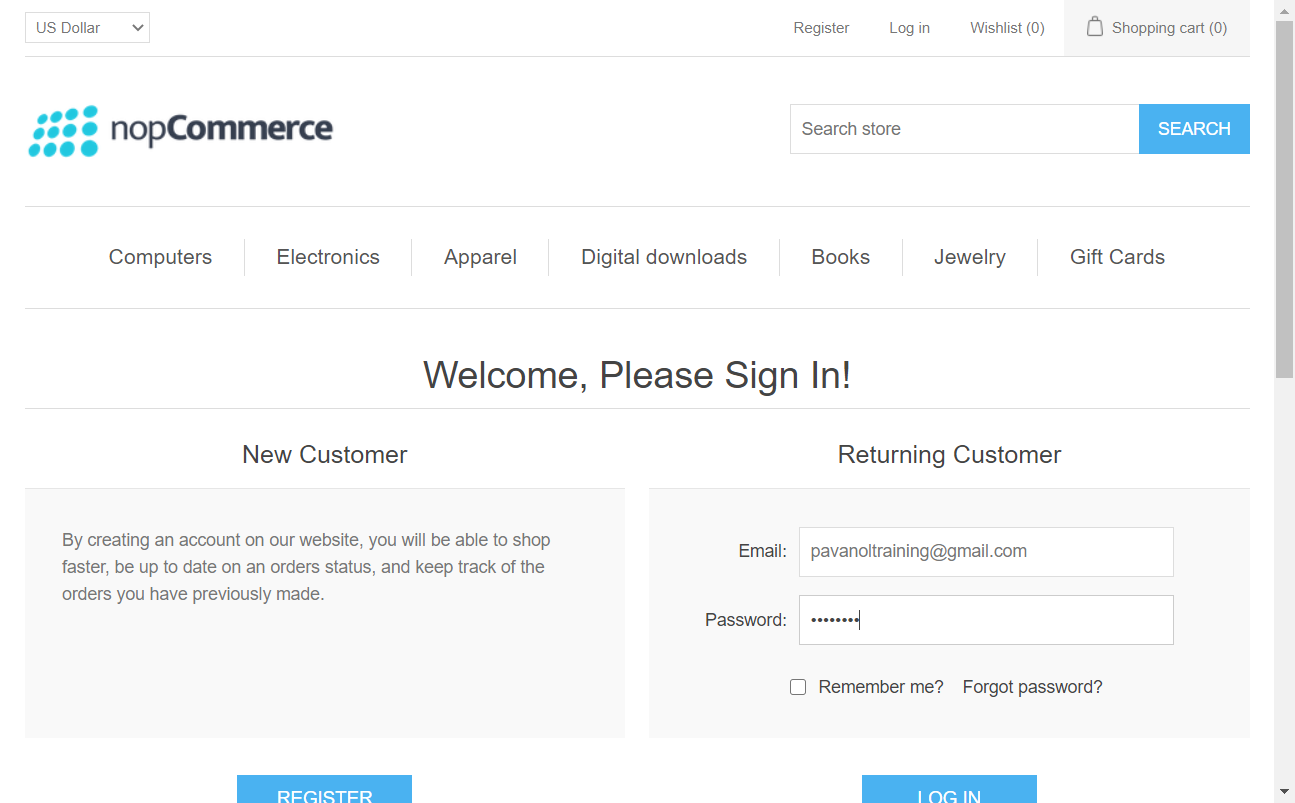 US Dollar Register Log in Wishlist (0) Shopping cart (0)
nopCommerce
Search store SEARCH
Computers Electronics Apparel Digital downloads Books Jewelry Gift Cards
Welcome, Please Sign In!
New Customer
By creating an account on our website, you will be able to shop
faster, be up to date on an orders status, and keep track of the
orders you have previously made.
REGISTER
Returning Customer
Email: pavanoltraining@gmail.com
Password: ••••••••
Remember me? Forgot password?
LOG IN